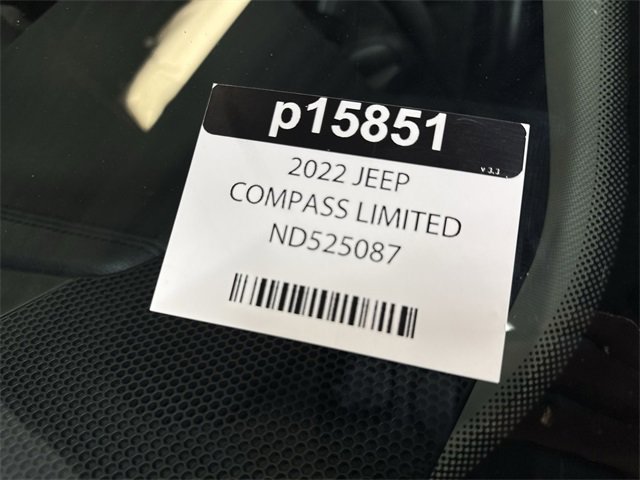 p15851
v 3.3
2022 JEEP
COMPASS LIMITED
ND525087